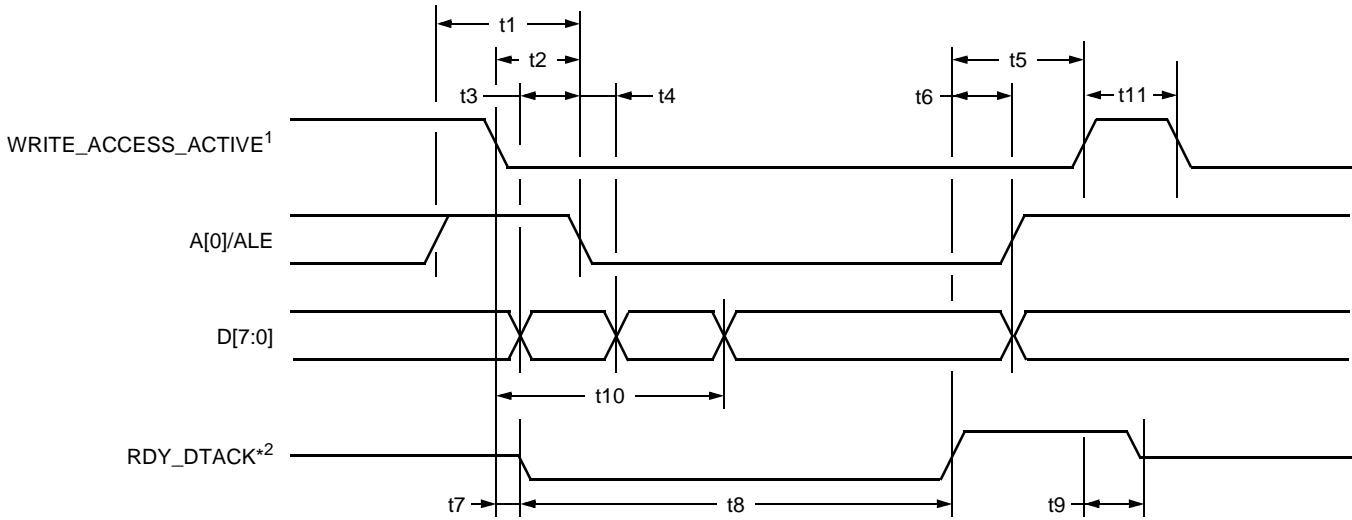 t1
t2
t5
t3
t4
t6
t11
WRITE_ACCESS_ACTIVE¹
A[0]/ALE
D[7:0]
t10
RDY_DTACK*²
t7
t8
t9